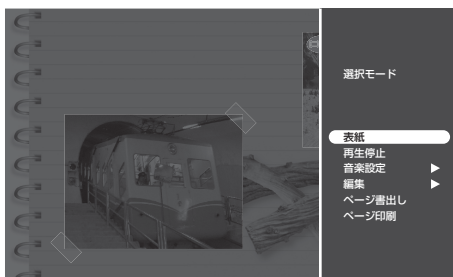 選択モード
表紙
再生停止
音楽設定 ▶
編集 ▶
ページ書出し
ページ印刷